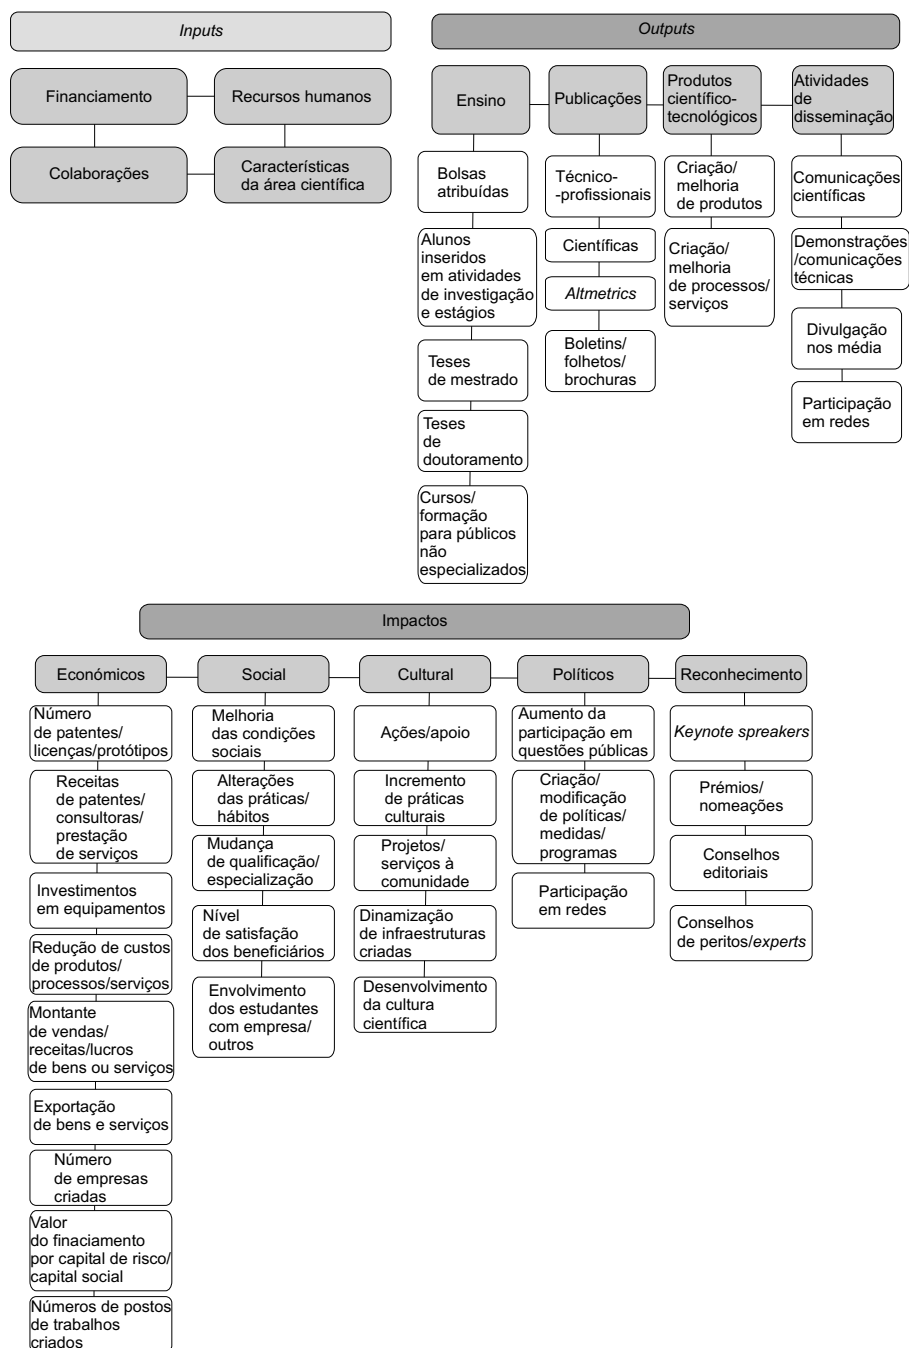 Inputs
Financiamento
Recursos humanos
Colaborações
Características
da área científica
Outputs
Ensino
Bolsas
atribuídas
Alunos
inseridos
em atividades
de investigação
e estágios
Teses
de mestrado
Teses
de
doutoramento
Cursos/
formação
para públicos
não
especializados
Publicações
Técnico-
-profissionais
Científicas
Altmetrics
Boletins/
folhetos/
brochuras
Produtos
científico-
tecnológicos
Criação/
melhoria
de produtos
Criação/
melhoria
de processos/
serviços
Atividades
de
disseminação
Comunicações
científicas
Demonstrações
/comunicações
técnicas
Divulgação
nos média
Participação
em redes
Impactos
Económicos
Número
de patentes/
licenças/protótipos
Receitas
de patentes/
consultoras/
prestação
de serviços
Investimentos
em equipamentos
Redução de custos
de produtos/
processos/serviços
Montante
de vendas/
receitas/lucros
de bens ou serviços
Exportação
de bens e serviços
Número
de empresas
criadas
Valor
do finaciamento
por capital de risco/
capital social
Números de postos
de trabalhos
criados
Social
Melhoria
das condições
sociais
Alterações
das práticas/
hábitos
Mudança
de qualificação/
especialização
Nível
de satisfação
dos beneficiários
Envolvimento
dos estudantes
com empresa/
outros
Cultural
Ações/apoio
Incremento
de práticas
culturais
Projetos/
serviços à
comunidade
Dinamização
de infraestruturas
criadas
Desenvolvimento
da cultura
científica
Políticos
Aumento da
participação em
questões públicas
Criação/
modificação
de políticas/
medidas/
programas
Participação
em redes
Reconhecimento
Keynote spreakers
Prémios/
nomeações
Conselhos
editoriais
Conselhos
de peritos/experts